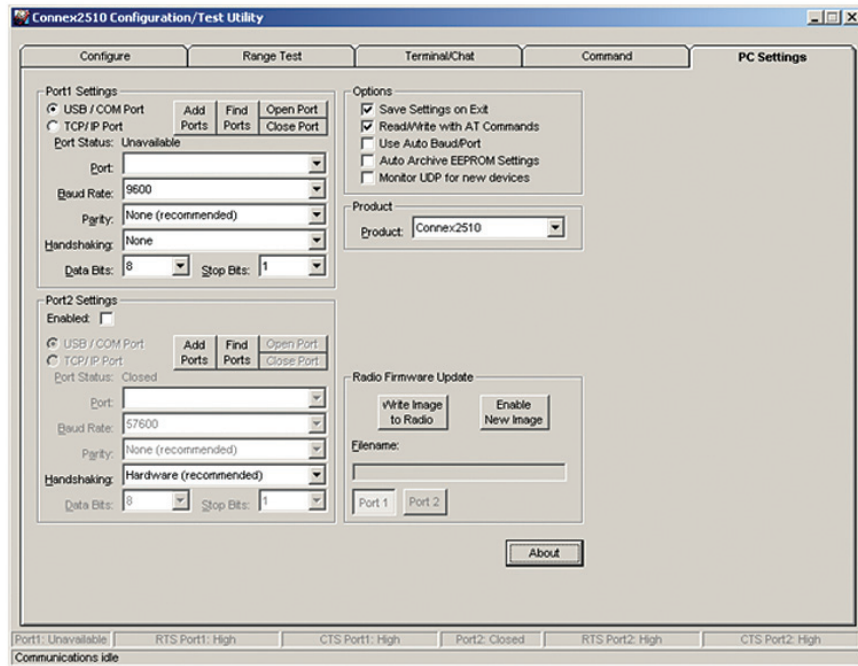 Connex2510 Configuration/Test Utility
Configure
Range Test
Terminal/Chat
Command
PC Settings
Port1 Settings
USB / COM Port
TCP/IP Port
Add Ports
Find Ports
Open Port
Close Port
Port Status: Unavailable
Port:
Baud Rate: 9600
Parity: None (recommended)
Handshaking: None
Data Bits: 8 Stop Bits: 1
Port2 Settings
Enabled:
USB / COM Port
TCP/IP Port
Add Ports
Find Ports
Open Port
Close Port
Port Status: Closed
Port:
Baud Rate: 57600
Parity: None (recommended)
Handshaking: Hardware (recommended)
Data Bits: 8 Stop Bits: 1
Options
Save Settings on Exit
Read/Write with AT Commands
Use Auto Baud/Port
Auto Archive EEPROM Settings
Monitor UDP for new devices
Product
Product: Connex2510
Radio Firmware Update
Write Image to Radio
Enable New Image
Filename:
Port 1
Port 2
About
Port1: Unavailable
RTS Port1: High
CTS Port1: High
Port2: Closed
RTS Port2: High
CTS Port2: High
Communications idle